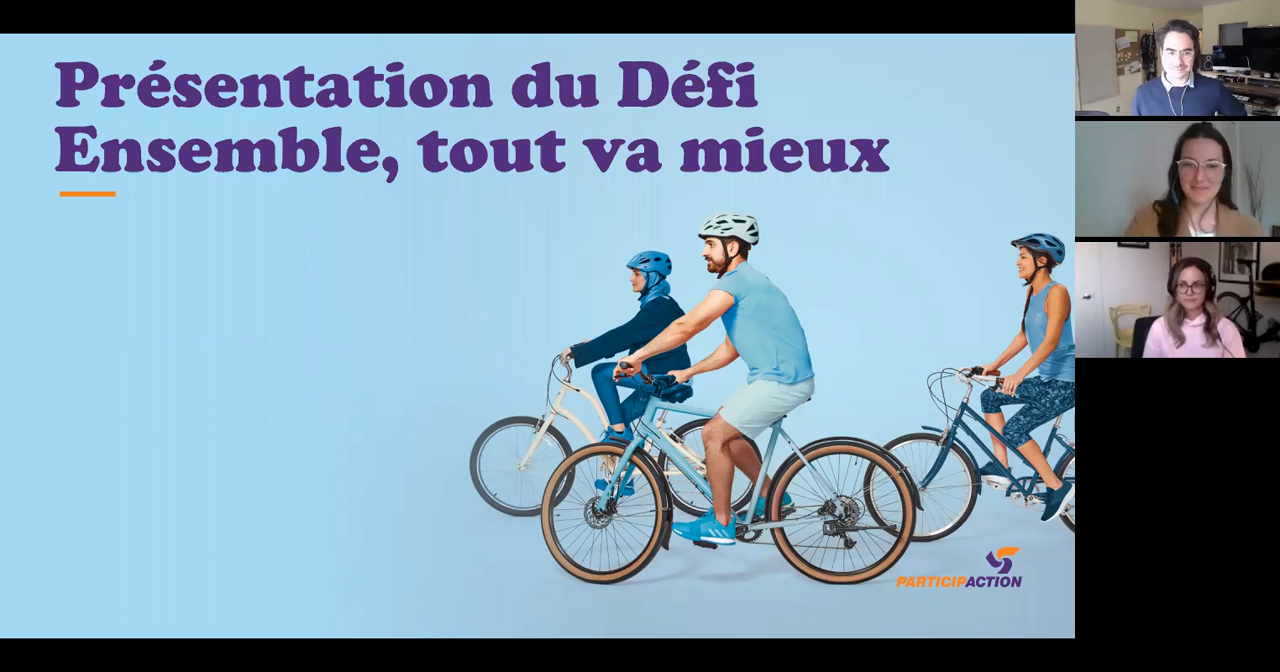 Présentation du Défi
Ensemble, tout va mieux
PARTICIPACTION